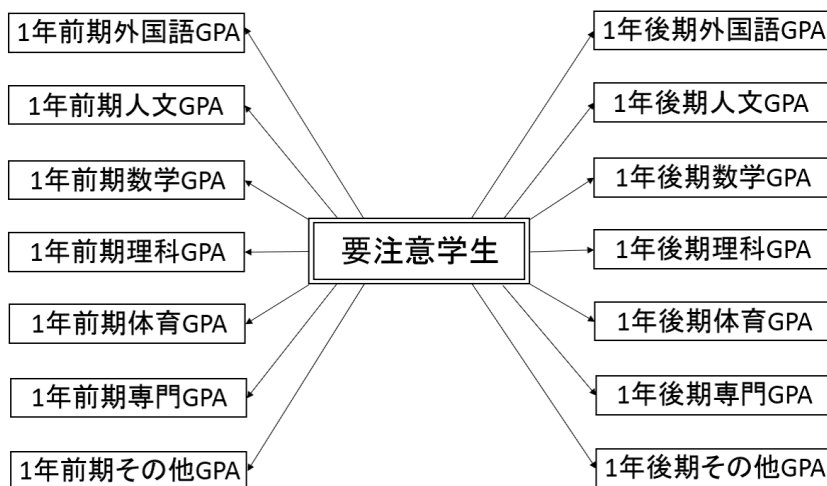 1年前期外国語GPA
1年後期外国語GPA
1年前期人文GPA
1年後期人文GPA
1年前期数学GPA
1年後期数学GPA
要注意学生
1年前期理科GPA
1年後期理科GPA
1年前期体育GPA
1年後期体育GPA
1年前期専門GPA
1年後期専門GPA
1年前期その他GPA
1年後期その他GPA